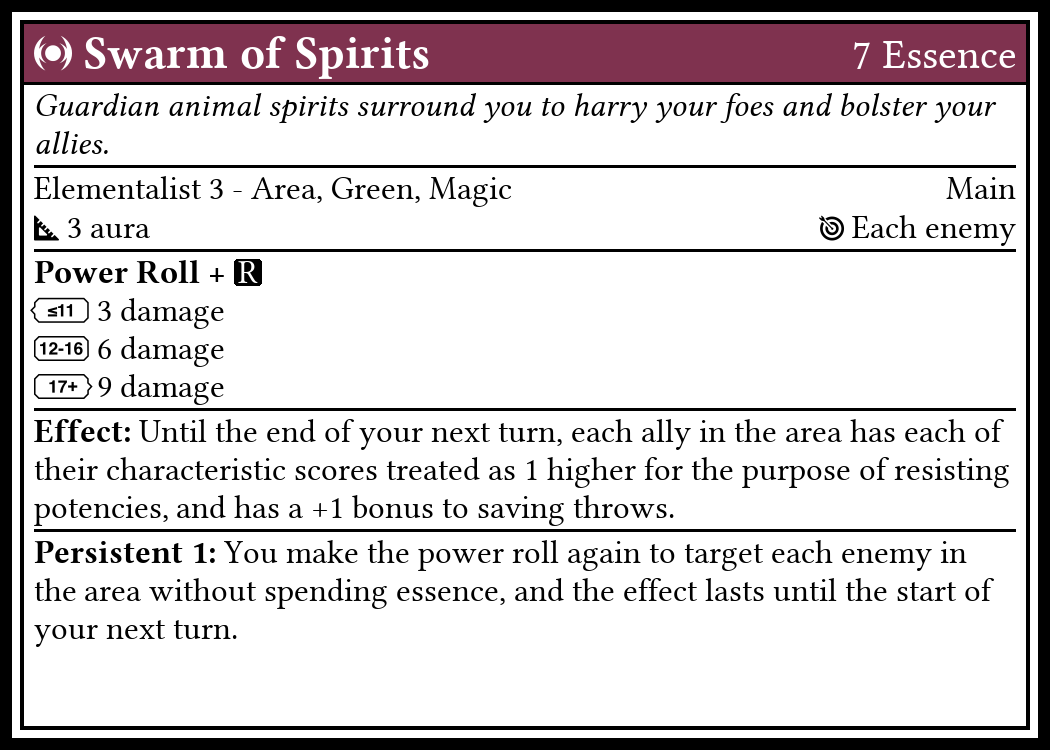 Swarm of Spirits 7 Essence
Guardian animal spirits surround you to harry your foes and bolster your
allies.
Elementalist 3 - Area, Green, Magic Main
3 aura Each enemy
Power Roll + R
≤11 3 damage
12-16 6 damage
17+ 9 damage
Effect: Until the end of your next turn, each ally in the area has each of
their characteristic scores treated as 1 higher for the purpose of resisting
potencies, and has a +1 bonus to saving throws.
Persistent 1: You make the power roll again to target each enemy in
the area without spending essence, and the effect lasts until the start of
your next turn.